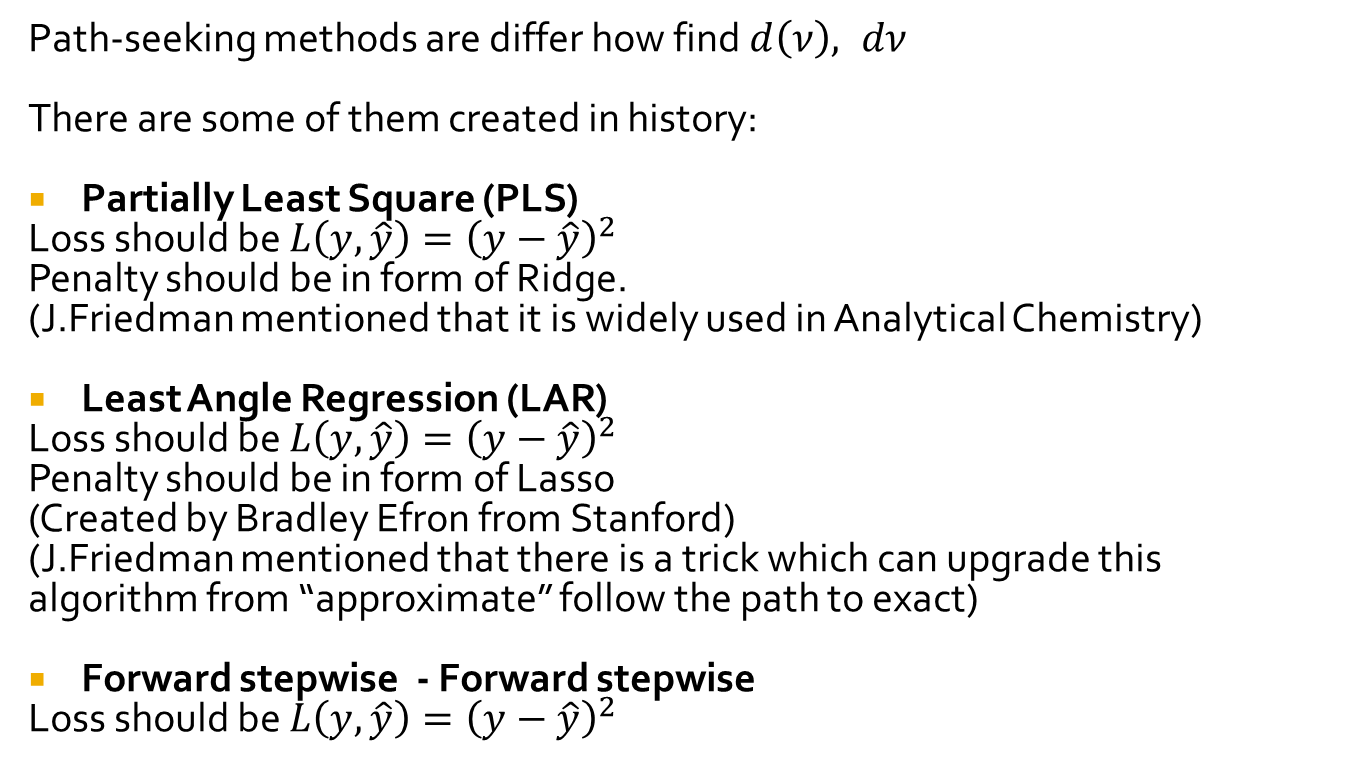 Path-seeking methods are differ how find d(ν), dν
There are some of them created in history:
▪ Partially Least Square (PLS)
Loss should be L(y, ŷ) = (y − ŷ)²
Penalty should be in form of Ridge.
(J.Friedman mentioned that it is widely used in Analytical Chemistry)
▪ Least Angle Regression (LAR)
Loss should be L(y, ŷ) = (y − ŷ)²
Penalty should be in form of Lasso
(Created by Bradley Efron from Stanford)
(J.Friedman mentioned that there is a trick which can upgrade this
algorithm from “approximate” follow the path to exact)
▪ Forward stepwise - Forward stepwise
Loss should be L(y, ŷ) = (y − ŷ)²